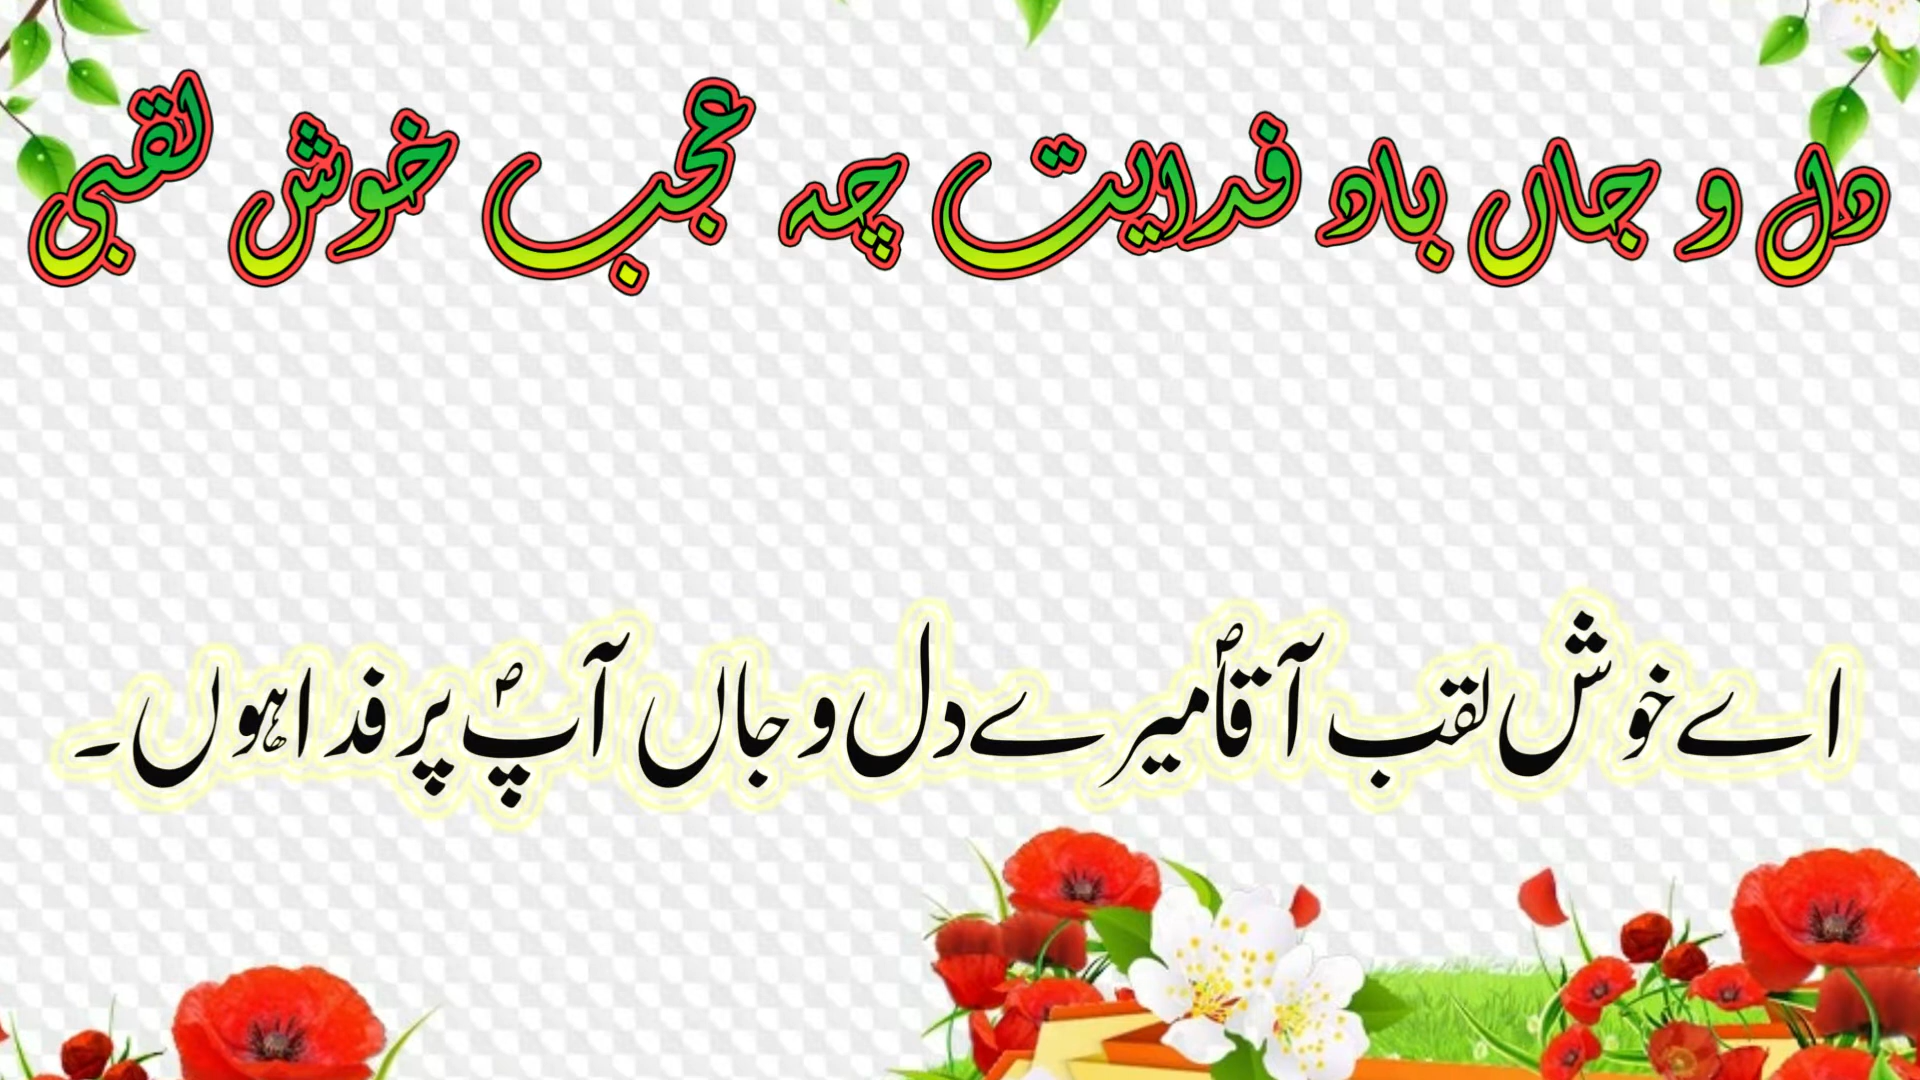 دل و جاں باد فدایت چہ عجب خوش لقبی
اے خوش لقب آقاؐ میرے دل و جاں آپؐ پر فدا ہوں۔